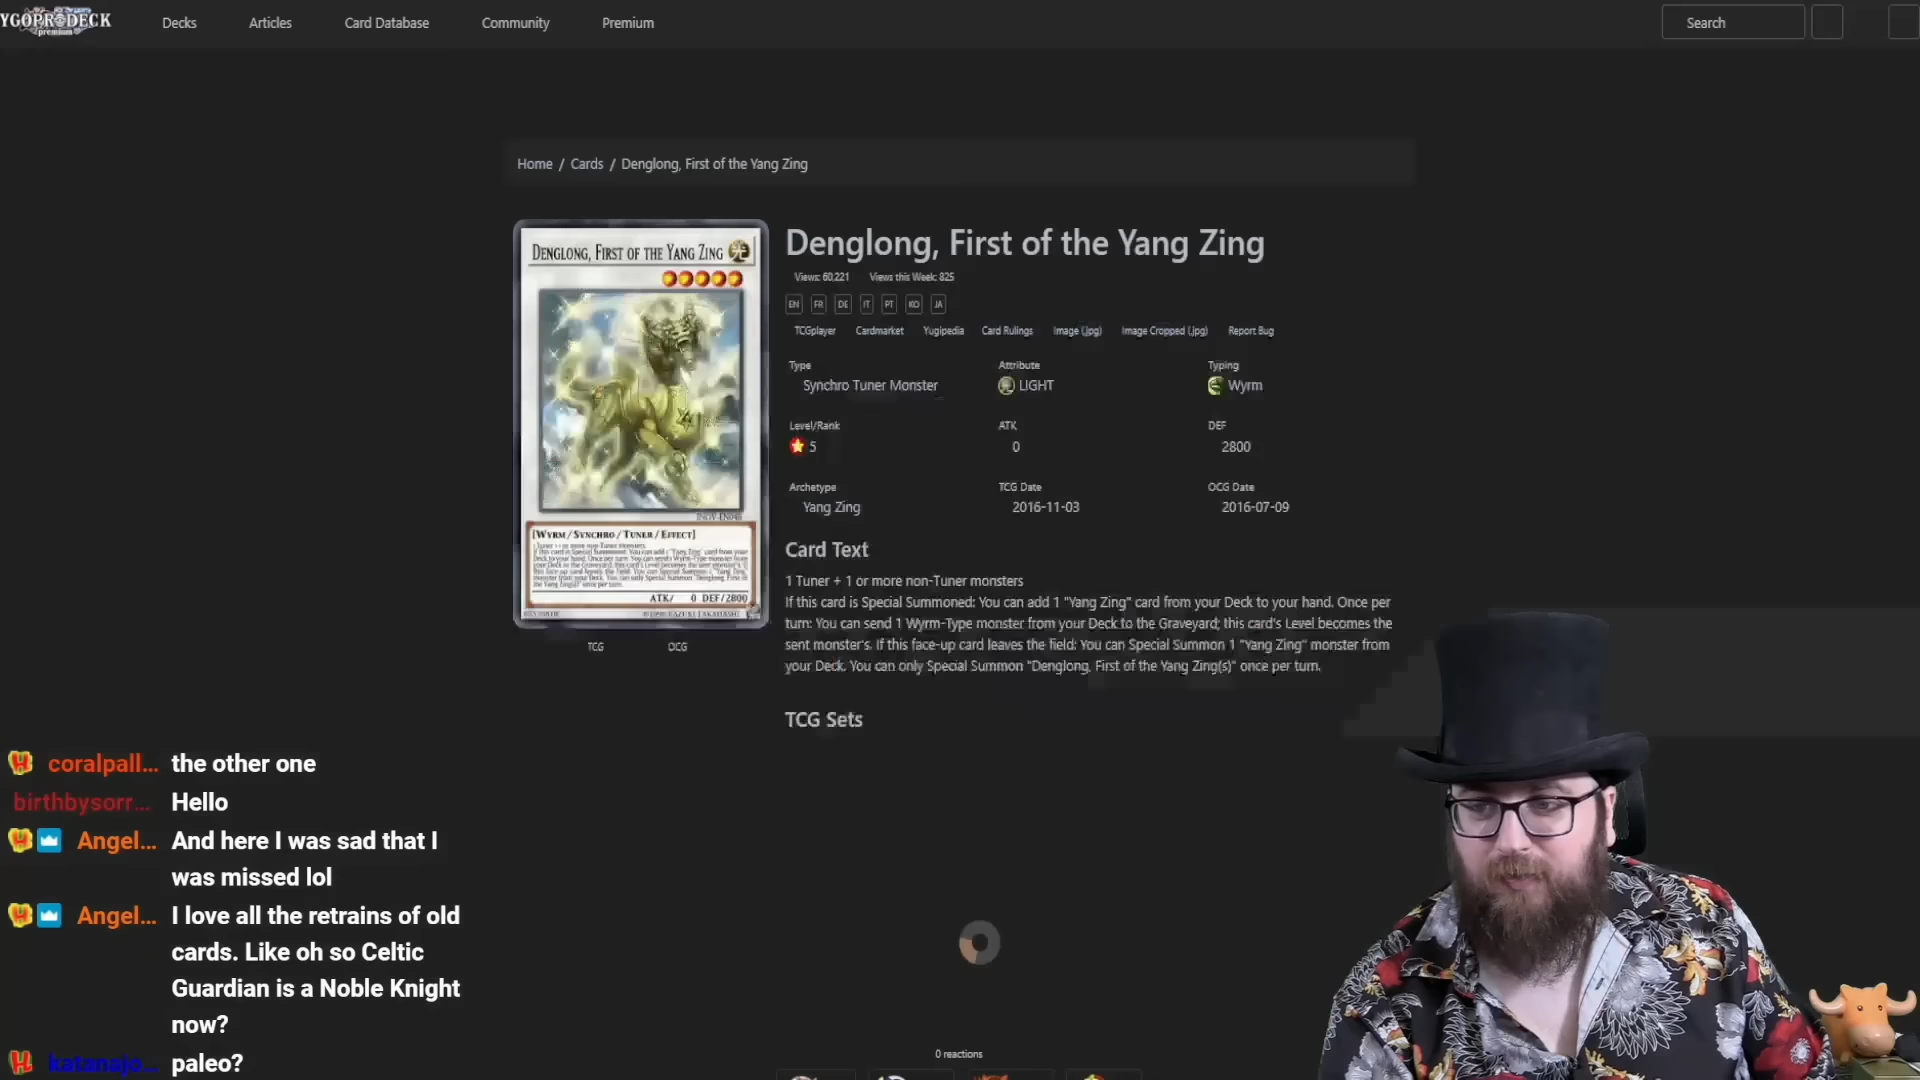 YGOPRODECK
premium
Decks
Articles
Card Database
Community
Premium
Search
Home / Cards / Denglong, First of the Yang Zing
DENGLONG, FIRST OF THE YANG ZING
[WYRM/SYNCHRO/TUNER/EFFECT]
ATK/ 0 DEF/2800
TCG
OCG
Denglong, First of the Yang Zing
Views: 60,221 Views this Week: 825
EN FR DE IT PT KO JA
TCGplayer Cardmarket Yugipedia Card Rulings Image (.jpg) Image Cropped (.jpg) Report Bug
Type Attribute Typing
Synchro Tuner Monster LIGHT Wyrm
Level/Rank ATK DEF
5 0 2800
Archetype TCG Date OCG Date
Yang Zing 2016-11-03 2016-07-09
Card Text
1 Tuner + 1 or more non-Tuner monsters
If this card is Special Summoned: You can add 1 "Yang Zing" card from your Deck to your hand. Once per
turn: You can send 1 Wyrm-Type monster from your Deck to the Graveyard; this card's Level becomes the
sent monster's. If this face-up card leaves the field: You can Special Summon 1 "Yang Zing" monster from
your Deck. You can only Special Summon "Denglong, First of the Yang Zing(s)" once per turn.
TCG Sets
0 reactions
coralpall... the other one
birthbysorr... Hello
Angel... And here I was sad that I
was missed lol
Angel... I love all the retrains of old
cards. Like oh so Celtic
Guardian is a Noble Knight
now?
katanajo... paleo?